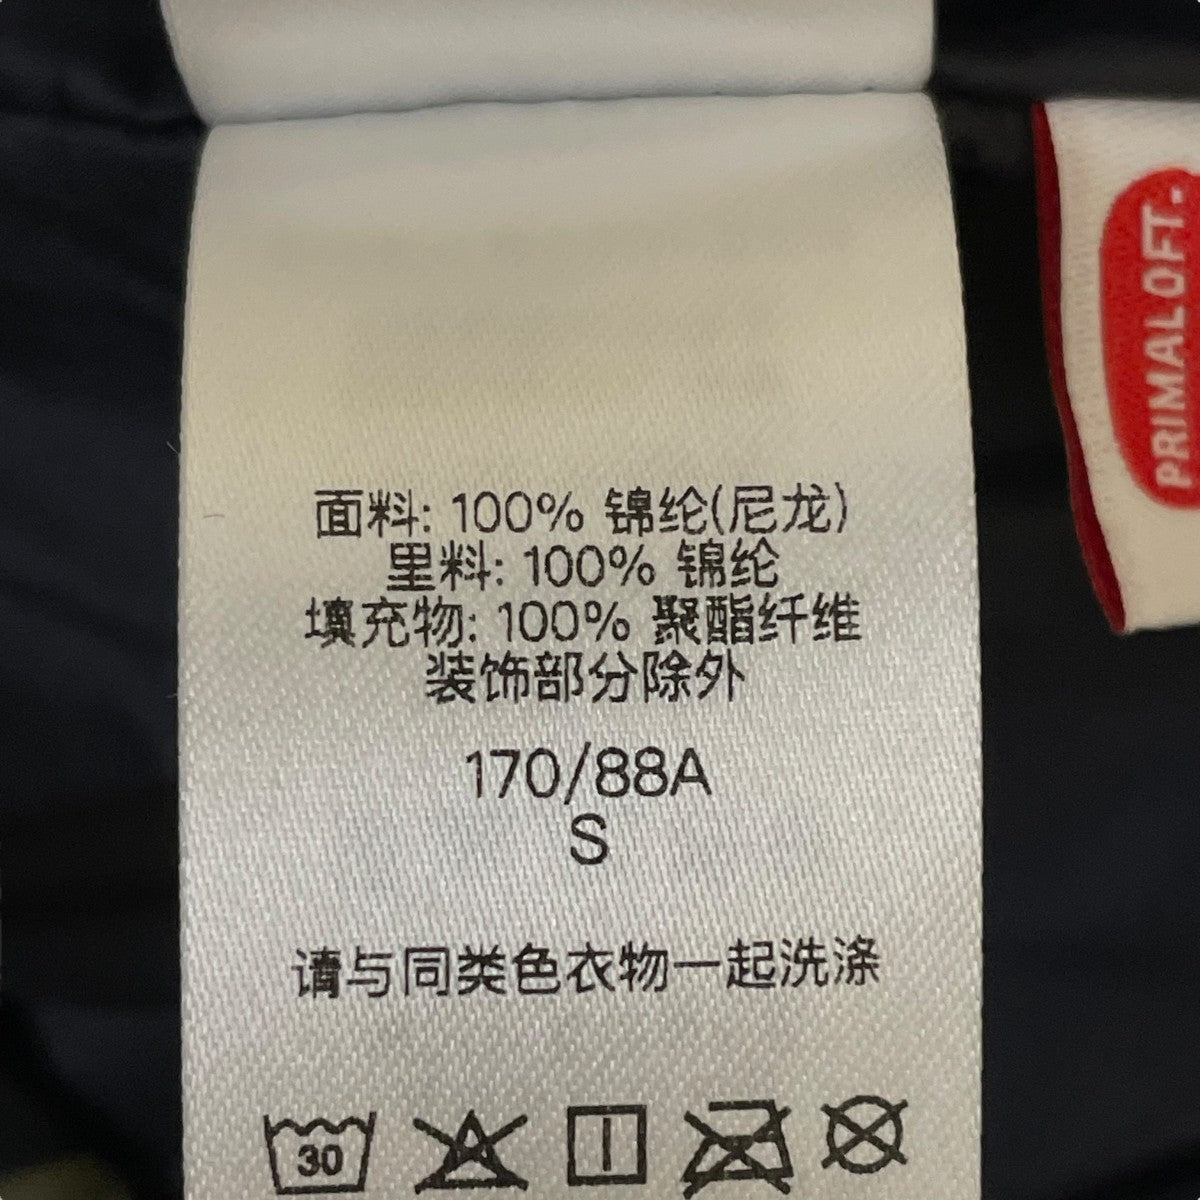 面料: 100% 锦纶(尼龙)
里料: 100% 锦纶
填充物: 100% 聚酯纤维
装饰部分除外
170/88A
S
请与同类色衣物一起洗涤
30
PRIMALOFT